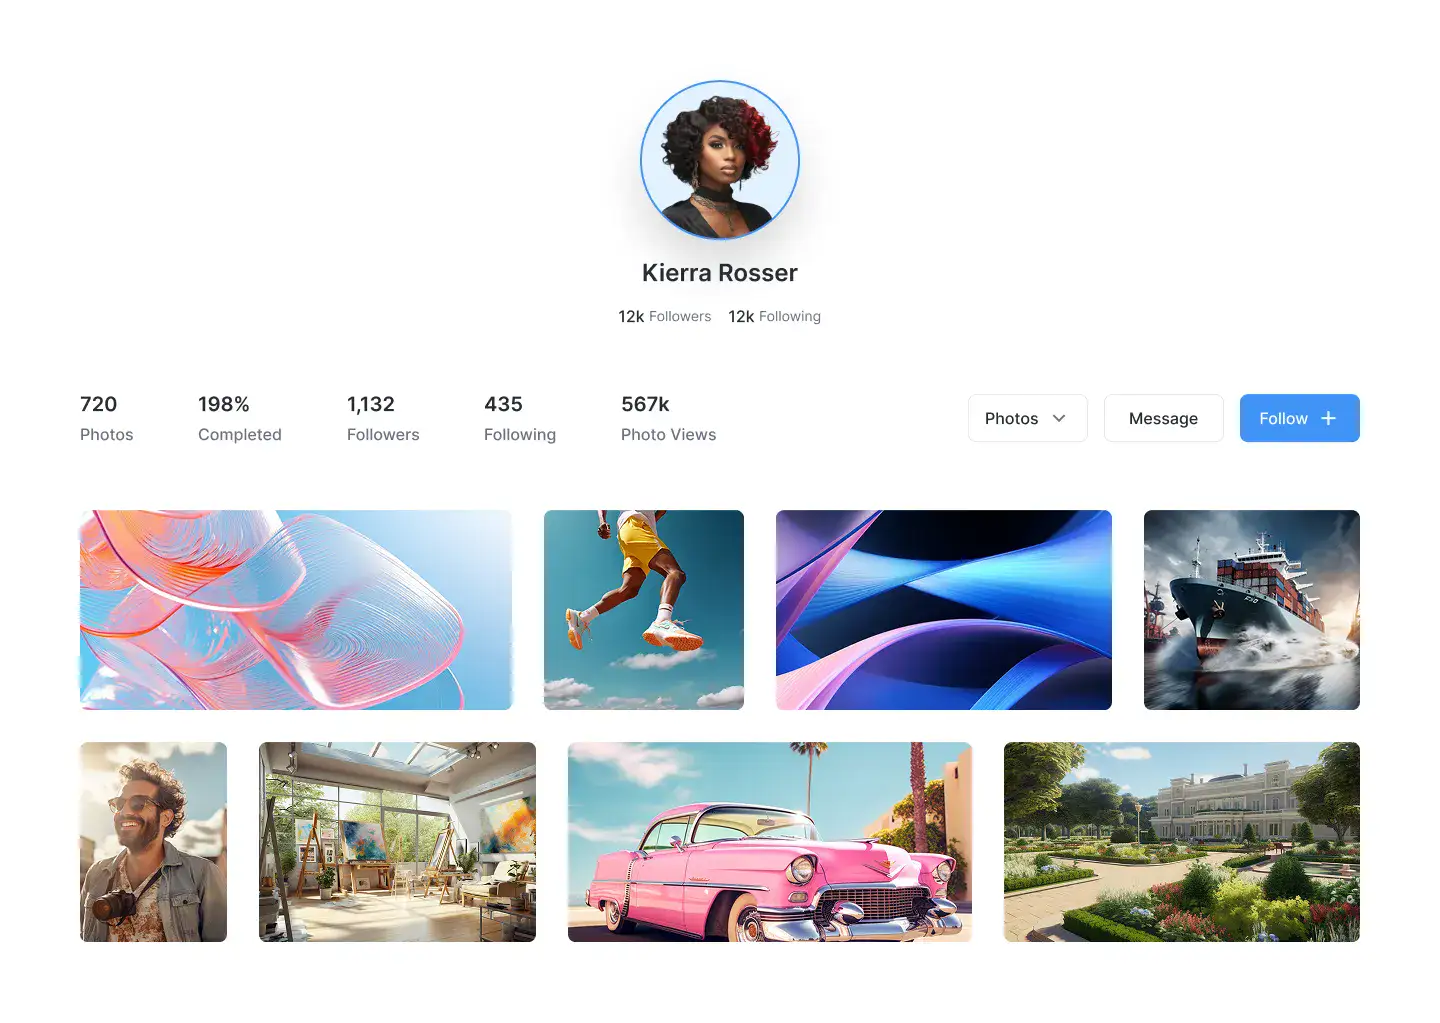 Kierra Rosser
12k Followers 12k Following
720 198% 1,132 435 567k
Photos Completed Followers Following Photo Views
Photos Message Follow